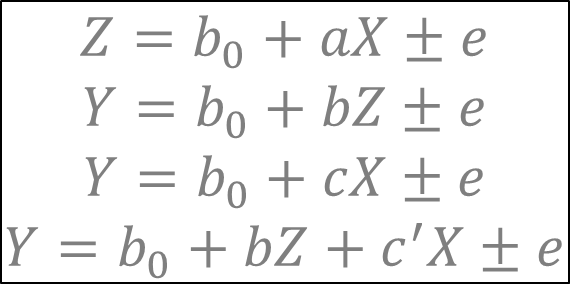 Z = b₀ + aX ± e
Y = b₀ + bZ ± e
Y = b₀ + cX ± e
Y = b₀ + bZ + c′X ± e